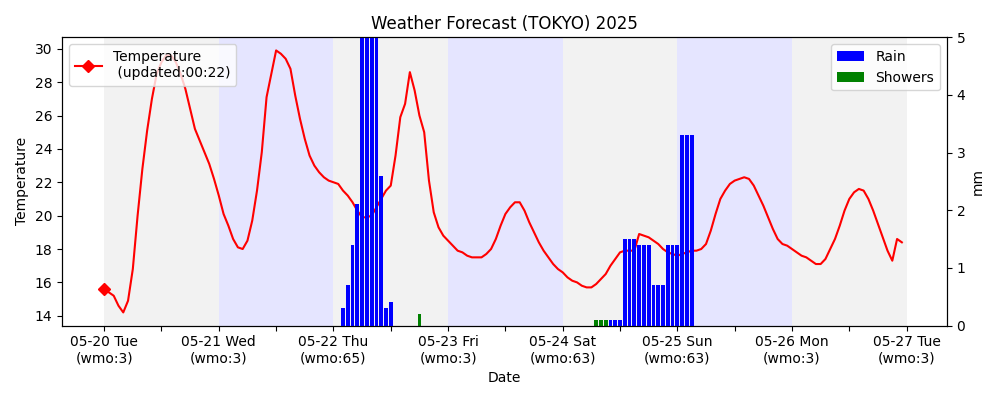 Weather Forecast (TOKYO) 2025
Temperature
(updated:00:22)
Rain
Showers
30
28
26
24
22
20
18
16
14
Temperature
5
4
3
2
1
0
mm
05-20 Tue
(wmo:3)
05-21 Wed
(wmo:3)
05-22 Thu
(wmo:65)
05-23 Fri
(wmo:3)
05-24 Sat
(wmo:63)
05-25 Sun
(wmo:63)
05-26 Mon
(wmo:3)
05-27 Tue
(wmo:3)
Date